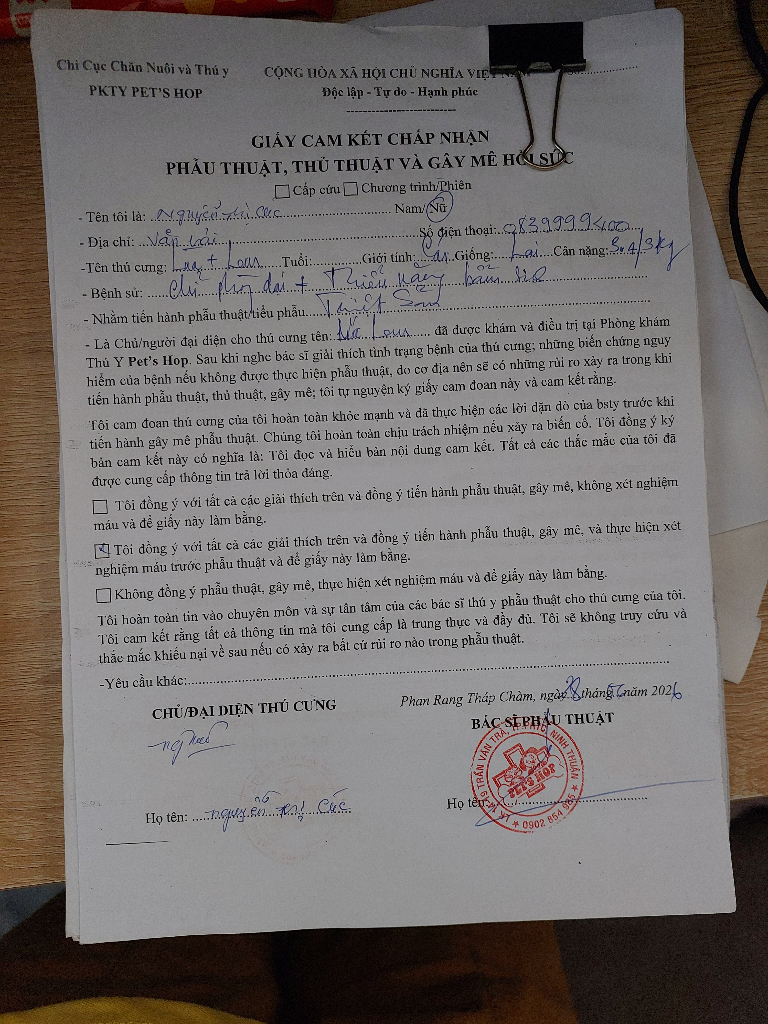 Chi Cục Chăn Nuôi và Thú y
PKTY PET'S HOP
CỘNG HÒA XÃ HỘI CHỦ NGHĨA VIỆT NAM
Độc lập - Tự do - Hạnh phúc
GIẤY CAM KẾT CHẤP NHẬN
PHẪU THUẬT, THỦ THUẬT VÀ GÂY MÊ HỒI SỨC
Cấp cứu Chương trình/Phiên
- Tên tôi là: Nguyễn Thị Cúc Nam/Nữ
- Địa chỉ: Văn Hải Số điện thoại: 0839999400
-Tên thú cưng: + Louis Tuổi: Giới tính: Giống: Lai Cân nặng: 3.4/3kg
- Bệnh sử: +
- Nhằm tiến hành phẫu thuật/tiểu phẫu Triệt Sản
- Là Chủ/người đại diện cho thú cưng tên: đã được khám và điều trị tại Phòng khám
Thú Y Pet's Hop. Sau khi nghe bác sĩ giải thích tình trạng bệnh của thú cưng; những biến chứng nguy
hiểm của bệnh nếu không được thực hiện phẫu thuật, do cơ địa nên sẽ có những rủi ro xảy ra trong khi
tiến hành phẫu thuật, thủ thuật, gây mê; tôi tự nguyện ký giấy cam đoan này và cam kết rằng.
Tôi cam đoan thú cưng của tôi hoàn toàn khỏe mạnh và đã thực hiện các lời dặn dò của bsty trước khi
tiến hành gây mê phẫu thuật. Chúng tôi hoàn toàn chịu trách nhiệm nếu xảy ra biến cố. Tôi đồng ý ký
bản cam kết này có nghĩa là: Tôi đọc và hiểu bản nội dung cam kết. Tất cả các thắc mắc của tôi đã
được cung cấp thông tin trả lời thỏa đáng.
Tôi đồng ý với tất cả các giải thích trên và đồng ý tiến hành phẫu thuật, gây mê, không xét nghiệm
máu và để giấy này làm bằng.
Tôi đồng ý với tất cả các giải thích trên và đồng ý tiến hành phẫu thuật, gây mê, và thực hiện xét
nghiệm máu trước phẫu thuật và để giấy này làm bằng.
Không đồng ý phẫu thuật, gây mê, thực hiện xét nghiệm máu và để giấy này làm bằng.
Tôi hoàn toàn tin vào chuyên môn và sự tận tâm của các bác sĩ thú y phẫu thuật cho thú cưng của tôi.
Tôi cam kết rằng tất cả thông tin mà tôi cung cấp là trung thực và đầy đủ. Tôi sẽ không truy cứu và
thắc mắc khiếu nại về sau nếu có xảy ra bất cứ rủi ro nào trong phẫu thuật.
-Yêu cầu khác:
Phan Rang Tháp Chàm, ngày 28 tháng năm 2026
CHỦ/ĐẠI DIỆN THÚ CƯNG
BÁC SĨ PHẪU THUẬT
TRẦN VĂN TRÀ, TP.PRTC, NINH THUẬN
PETS HOP
0902 854 985
Họ tên: Nguyễn Thị Cúc
Họ tên: